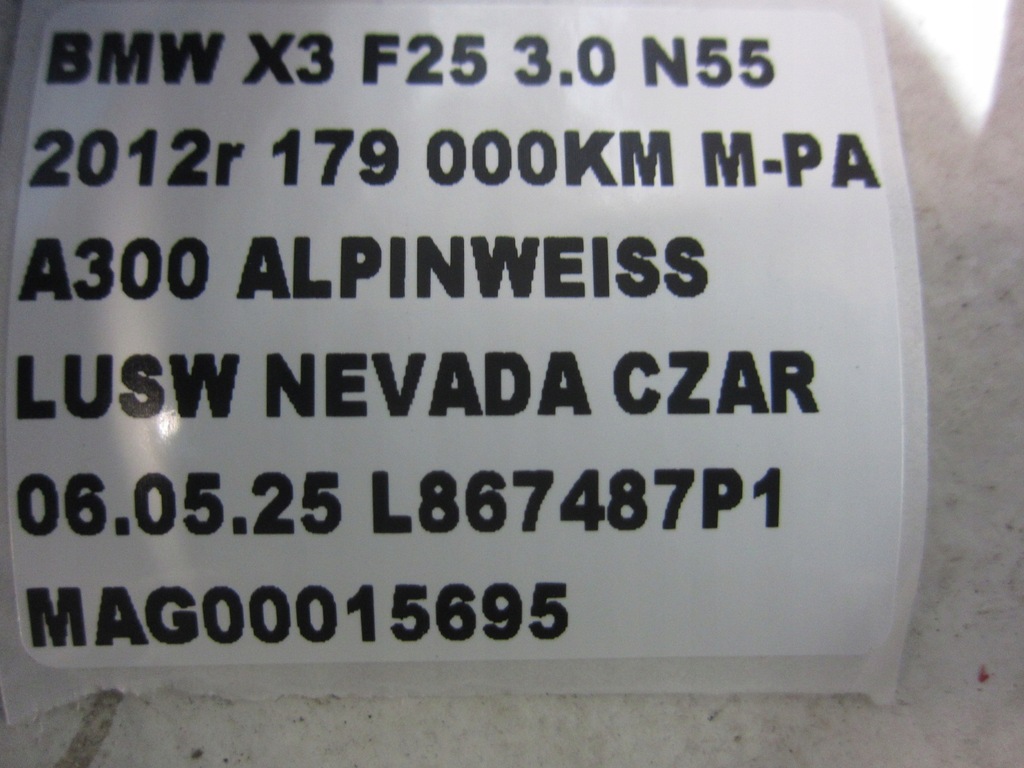 BMW X3 F25 3.0 N55
2012r 179 000KM M-PA
A300 ALPINWEISS
LUSW NEVADA CZAR
06.05.25 L867487P1
MAG00015695